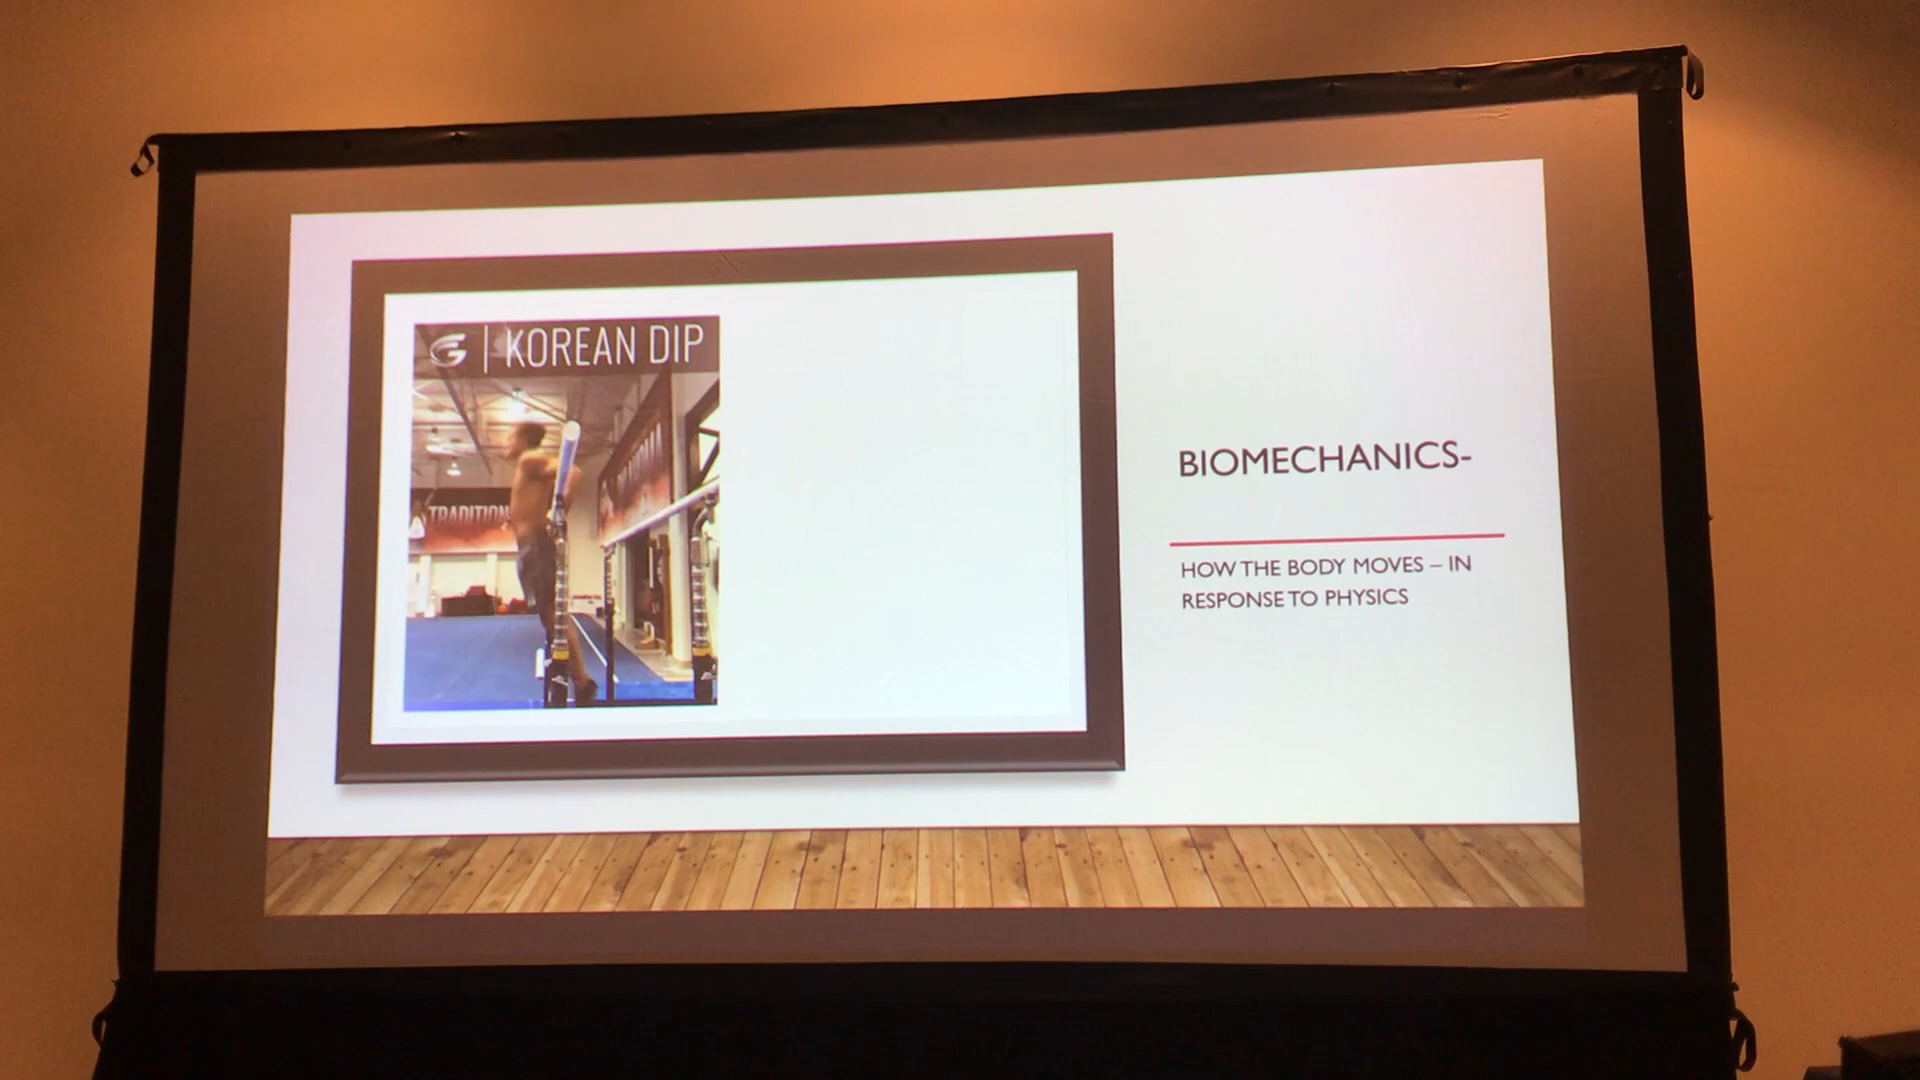 KOREAN DIP
TRADITION
BIOMECHANICS-
HOW THE BODY MOVES – IN
RESPONSE TO PHYSICS